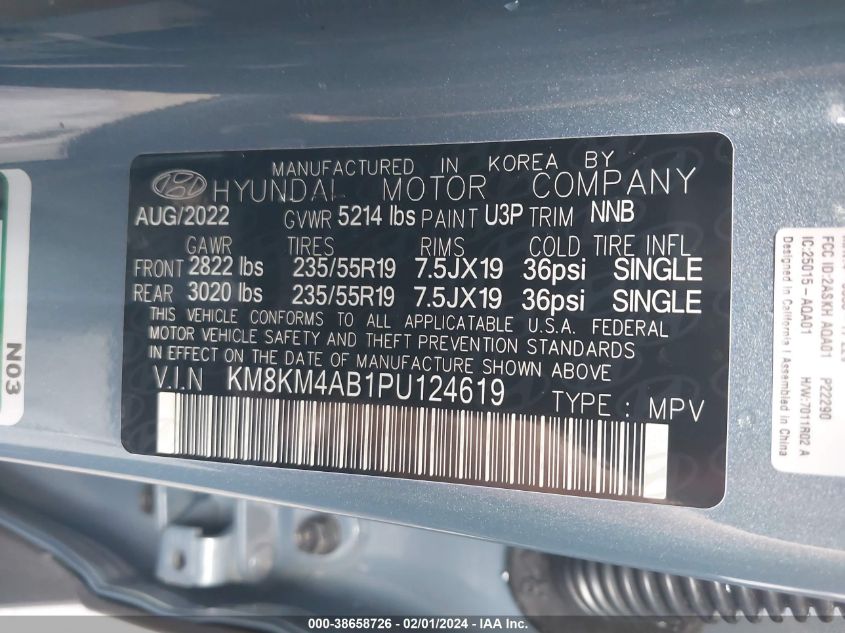 MANUFACTURED IN KOREA BY
HYUNDAI MOTOR COMPANY
AUG/2022 GVWR 5214 lbs PAINT U3P TRIM NNB
GAWR TIRES RIMS COLD TIRE INFL
FRONT 2822 lbs 235/55R19 7.5JX19 36psi SINGLE
REAR 3020 lbs 235/55R19 7.5JX19 36psi SINGLE
THIS VEHICLE CONFORMS TO ALL APPLICATABLE U.S.A. FEDERAL
MOTOR VEHICLE SAFETY AND THEFT PREVENTION STANDARDS
IN EFFECT ON THE DATE OF MANUFACTURE SHOWN ABOVE
V.I.N KM8KM4AB1PU124619 TYPE : MPV
N03
FCC ID:2ASKH AQA01 P22290
IC:25015-AQA01 H/W:7011R02 A
Designed in California | Assembled in China
000-38658726 - 02/01/2024 - IAA Inc.